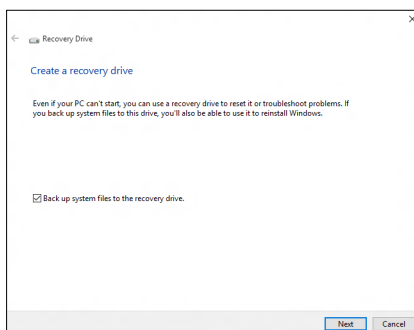 Recovery Drive
Create a recovery drive
Even if your PC can't start, you can use a recovery drive to reset it or troubleshoot problems. If
you back up system files to this drive, you'll also be able to use it to reinstall Windows.
Back up system files to the recovery drive.
Next Cancel